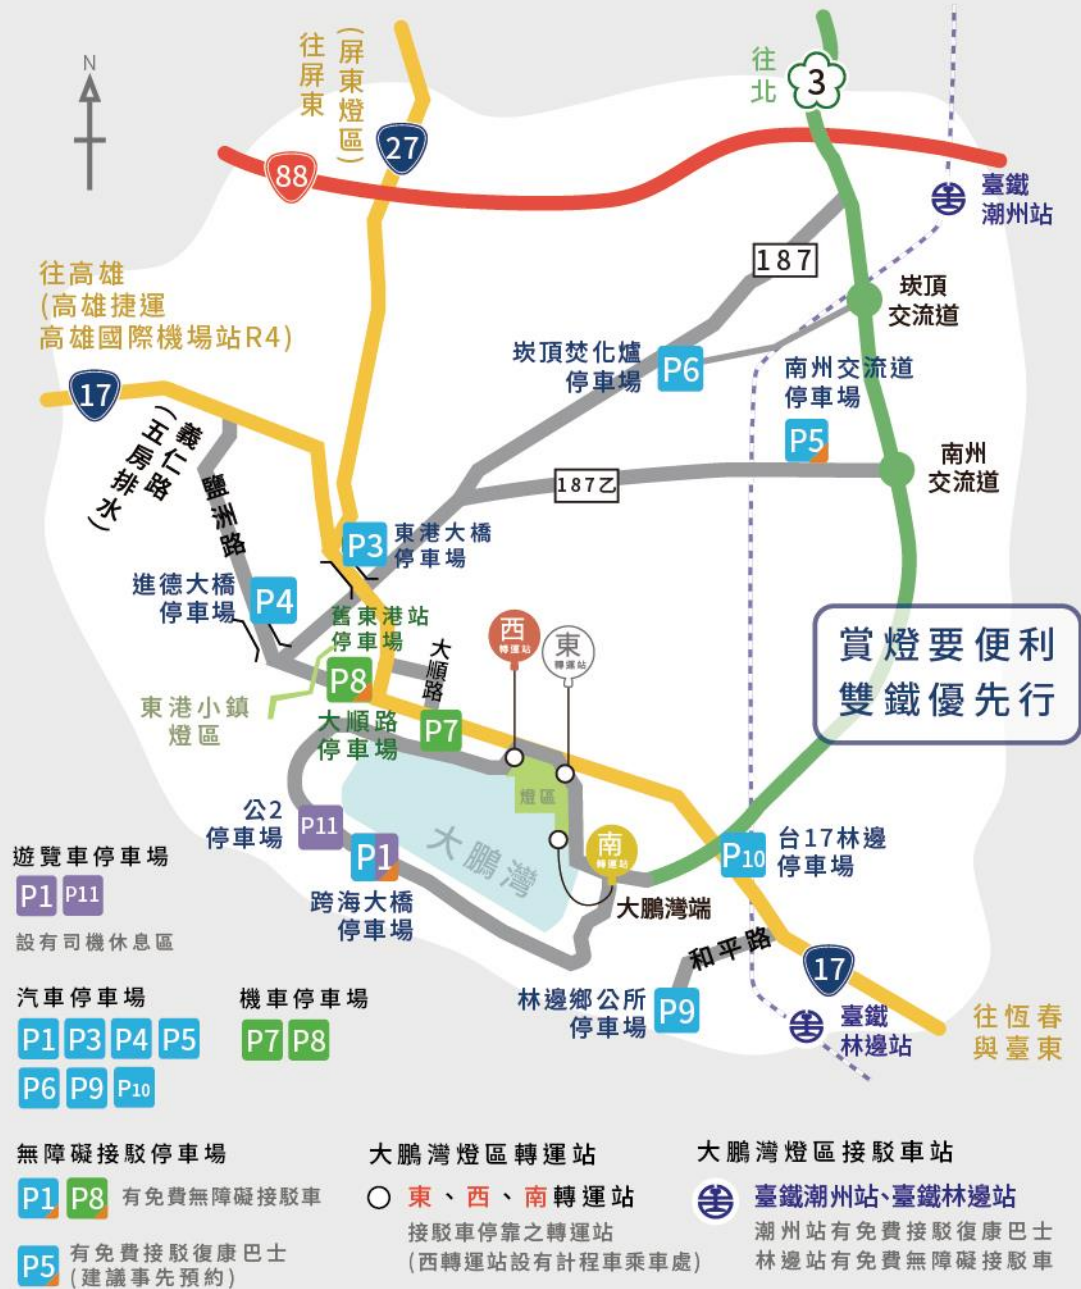 N
往屏東
(屏東燈區)
27
88
往北
3
臺鐵
潮州站
187
崁頂
交流道
往高雄
(高雄捷運
高雄國際機場站R4)
17
崁頂焚化爐
停車場
P6
南州交流道
停車場
P5
南州
交流道
187乙
義仁路
(五房排水)
鹽洲路
P3
東港大橋
停車場
進德大橋
停車場
P4
舊東港站
停車場
P8
大順路
西
轉運站
東
轉運站
賞燈要便利
雙鐵優先行
東港小鎮
燈區
大順路
停車場
P7
燈區
公2
停車場
P11
P1
大鵬灣
跨海大橋
停車場
南
轉運站
大鵬灣端
P10
台17林邊
停車場
和平路
17
林邊鄉公所
停車場
P9
臺鐵
林邊站
往恆春
與臺東
遊覽車停車場
P1 P11
設有司機休息區
汽車停車場
P1 P3 P4 P5
P6 P9 P10
機車停車場
P7 P8
無障礙接駁停車場
P1 P8 有免費無障礙接駁車
P5 有免費接駁復康巴士
(建議事先預約)
大鵬灣燈區轉運站
東、西、南轉運站
接駁車停靠之轉運站
(西轉運站設有計程車乘車處)
大鵬灣燈區接駁車站
臺鐵潮州站、臺鐵林邊站
潮州站有免費接駁復康巴士
林邊站有免費無障礙接駁車